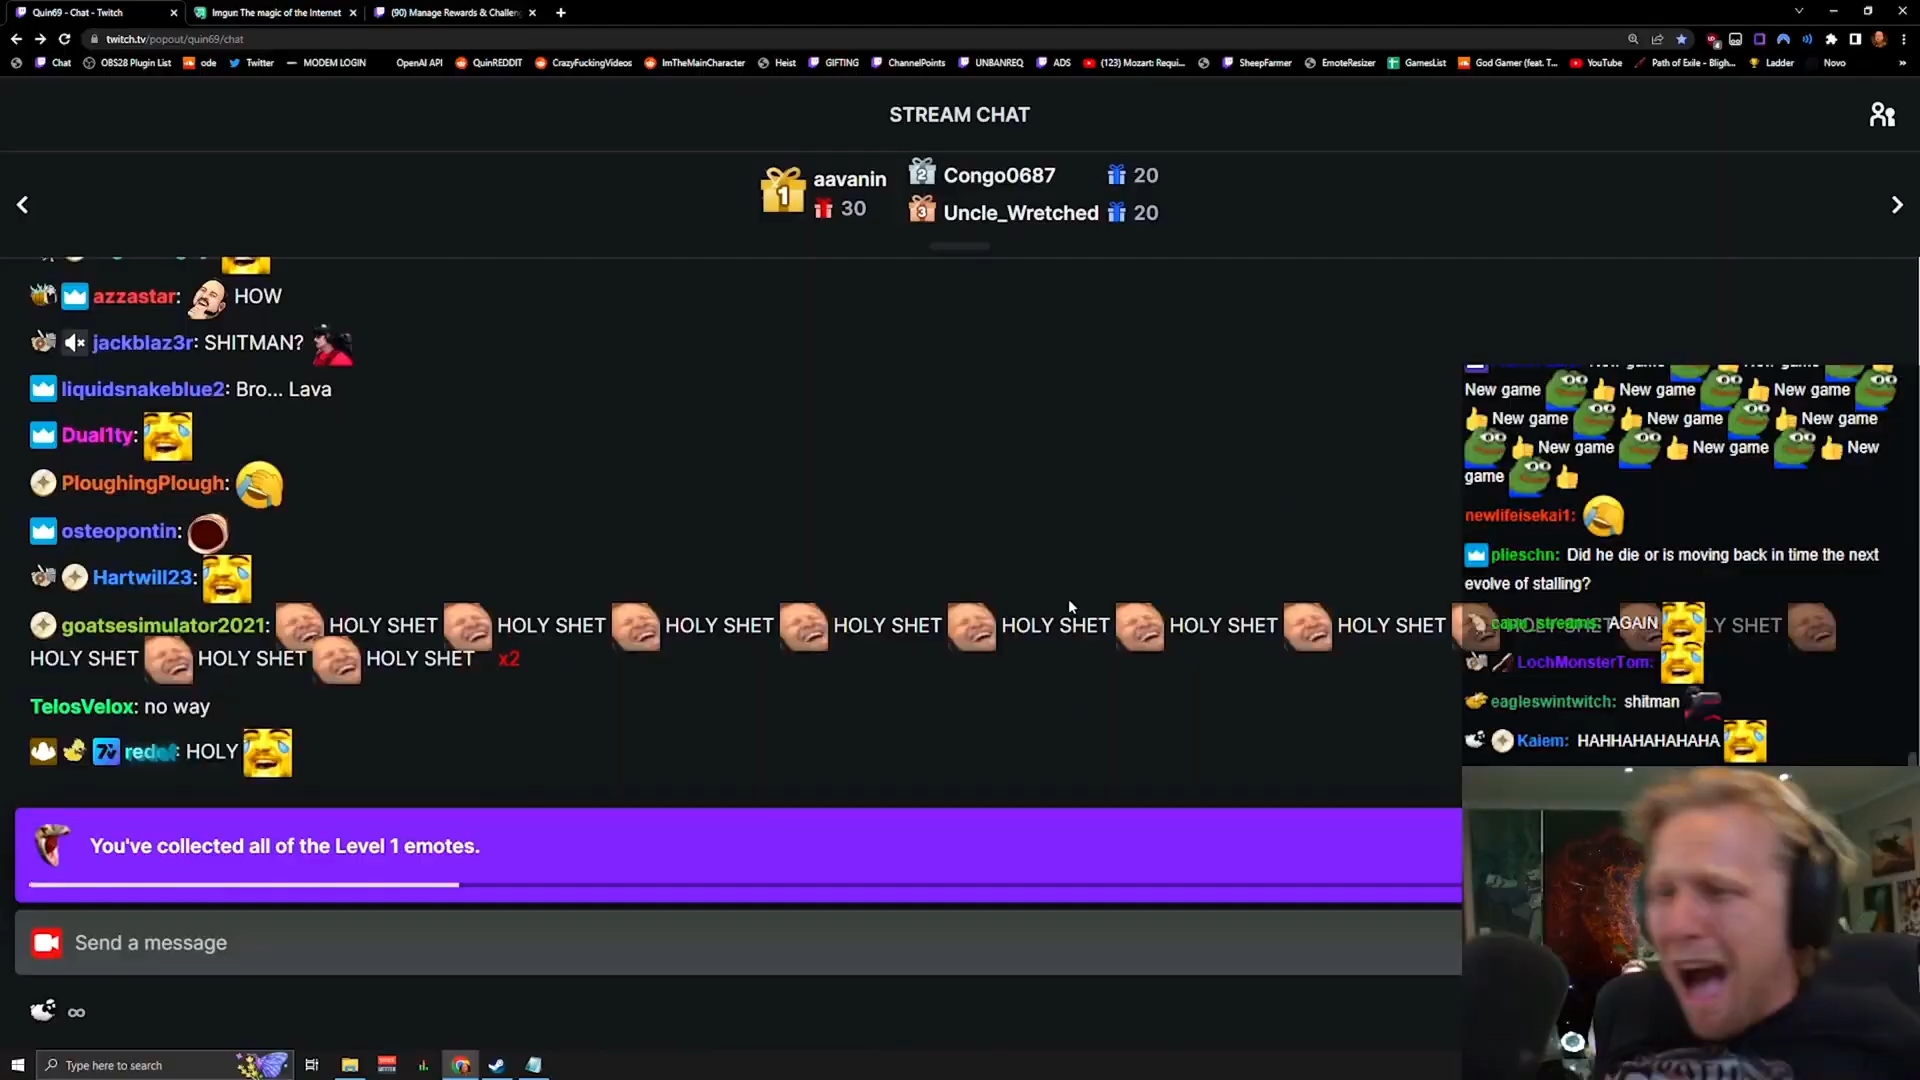 Quin69 - Chat - Twitch
Imgur: The magic of the Internet
(90) Manage Rewards & Challen
twitch.tv/popout/quin69/chat
Chat
OBS28 Plugin List
ode
Twitter
MODEM LOGIN
OpenAI API
QuinREDDIT
CrazyFuckingVideos
ImTheMainCharacter
Heist
GIFTING
ChannelPoints
UNBANREQ
ADS
(123) Mozart: Requi...
SheepFarmer
EmoteResizer
GamesList
God Gamer (feat. T...
YouTube
Path of Exile - Bligh...
Ladder
Novo
STREAM CHAT
1 aavanin 30
2 Congo0687 20
3 Uncle_Wretched 20
azzastar: HOW
jackblaz3r: SHITMAN?
liquidsnakeblue2: Bro... Lava
Dual1ty:
PloughingPlough:
osteopontin:
Hartwill23:
goatsesimulator2021: HOLY SHET HOLY SHET HOLY SHET HOLY SHET HOLY SHET HOLY SHET HOLY SHET
HOLY SHET HOLY SHET HOLY SHET x2
TelosVelox: no way
HOLY
You've collected all of the Level 1 emotes.
Send a message
∞
New game New game New game
New game New game New game
New game New game New
game
newlifeisekai1:
plieschn: Did he die or is moving back in time the next
evolve of stalling?
AGAIN
LochMonsterTom:
eagleswintwitch: shitman
Kaiem: HAHHAHAHAHAHA
Type here to search